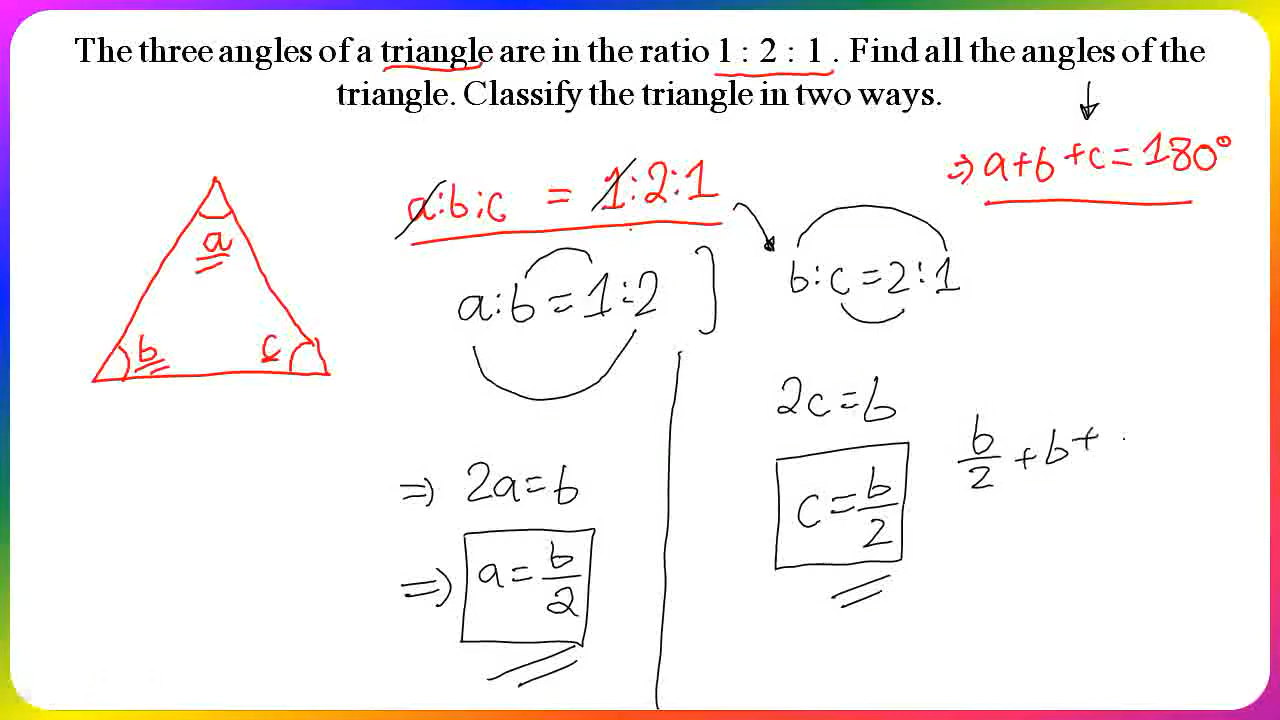 The three angles of a triangle are in the ratio 1 : 2 : 1 . Find all the angles of the
triangle. Classify the triangle in two ways.
⇒ a+b+c=180°
a:b:c = 1:2:1
a
b
c
a:b=1:2
b:c=2:1
2c=b
c=b/2
b/2+b+
⇒ 2a=b
⇒ a=b/2